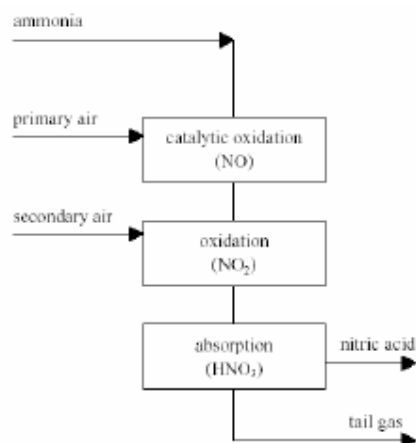 ammonia
primary air
catalytic oxidation
(NO)
secondary air
oxidation
(NO₂)
absorption
(HNO₃)
nitric acid
tail gas